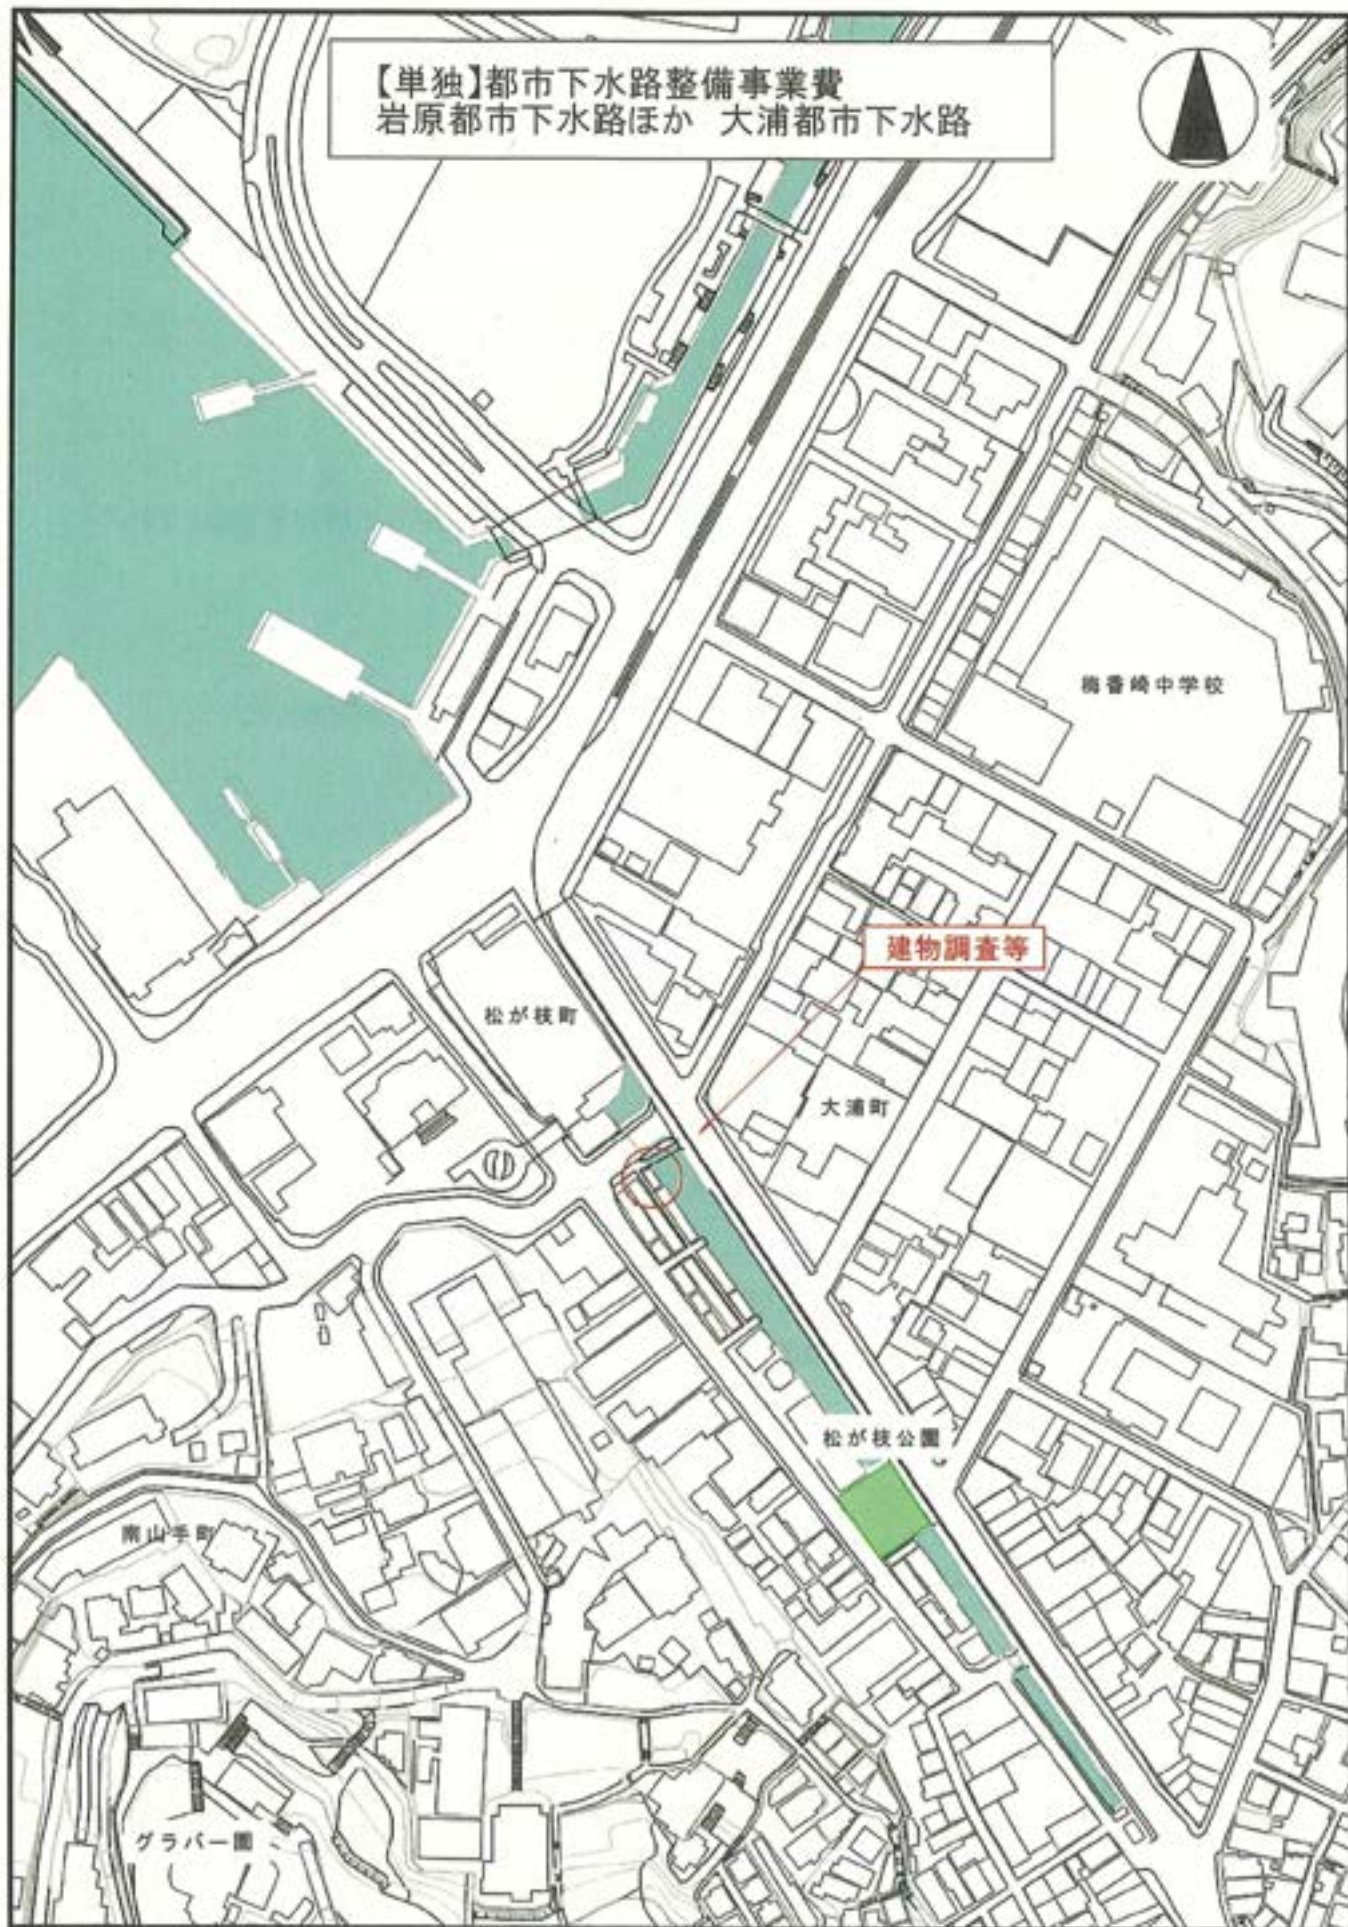 【単独】都市下水路整備事業費
岩原都市下水路ほか 大浦都市下水路
梅香崎中学校
建物調査等
松が枝町
大浦町
松が枝公園
南山手町
グラバー園